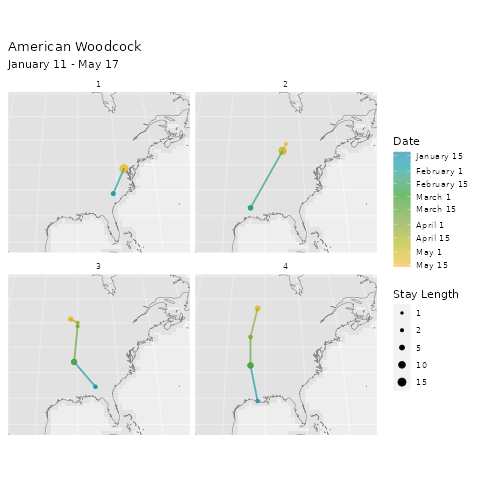 American Woodcock
January 11 - May 17
1
2
3
4
Date
January 15
February 1
February 15
March 1
March 15
April 1
April 15
May 1
May 15
Stay Length
1
2
5
10
15